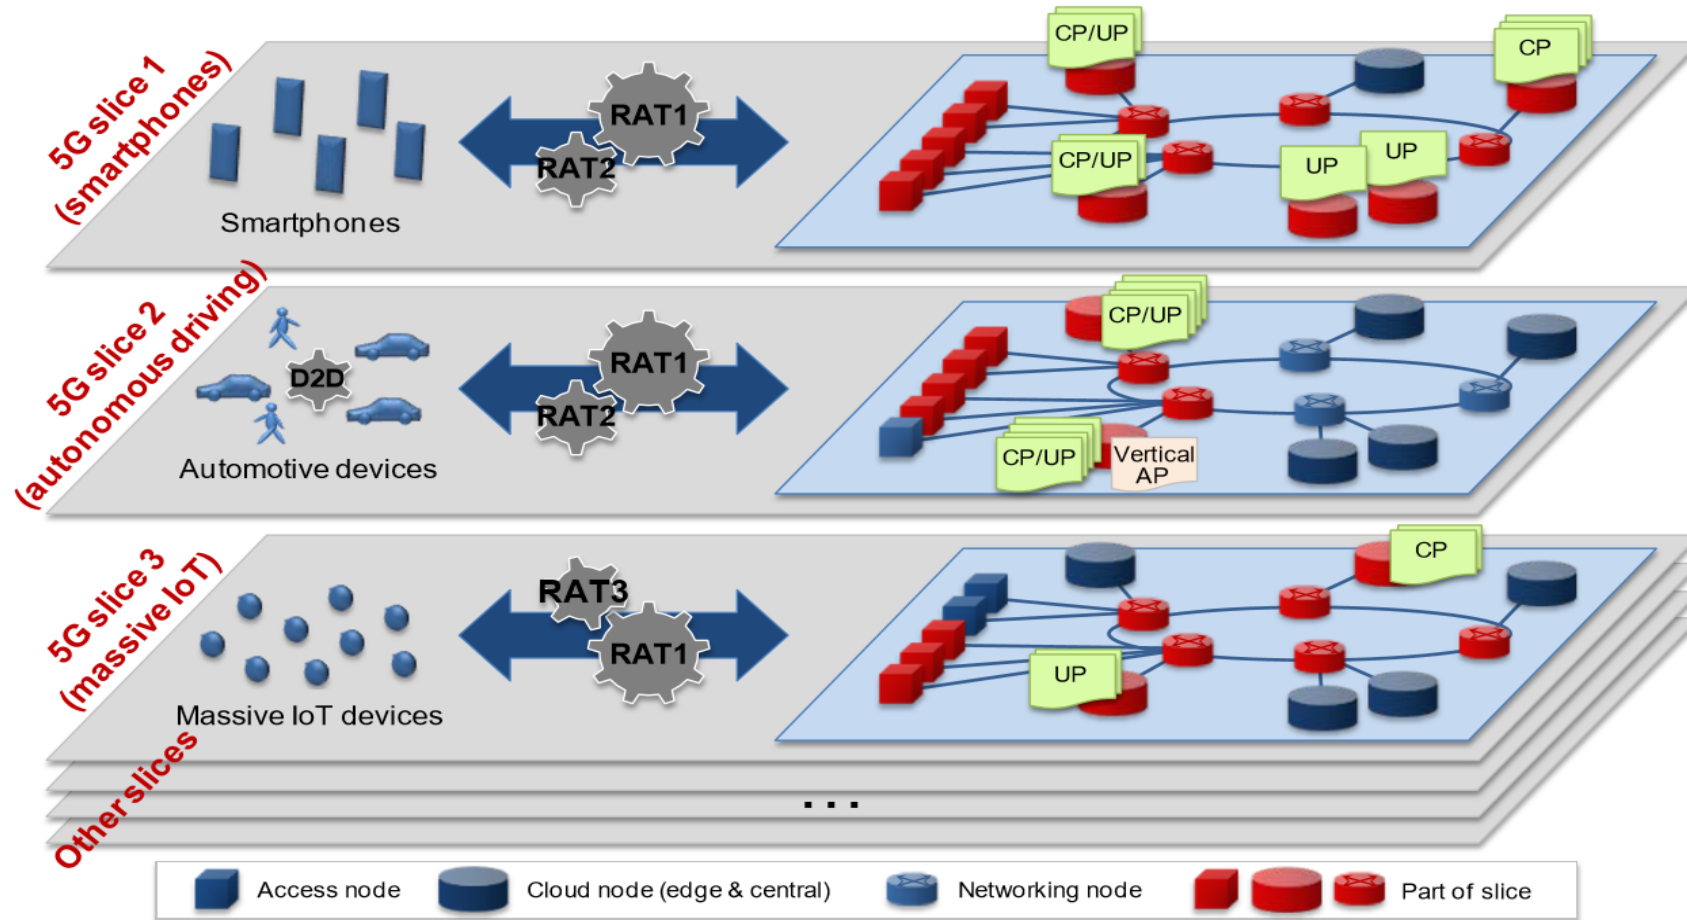 5G slice 1
(smartphones)
Smartphones
RAT1
RAT2
CP/UP
CP/UP
UP
UP
CP
5G slice 2
(autonomous driving)
D2D
Automotive devices
RAT1
RAT2
CP/UP
CP/UP
Vertical
AP
5G slice 3
(massive IoT)
Massive IoT devices
RAT3
RAT1
CP
UP
Other slices
...
Access node
Cloud node (edge & central)
Networking node
Part of slice